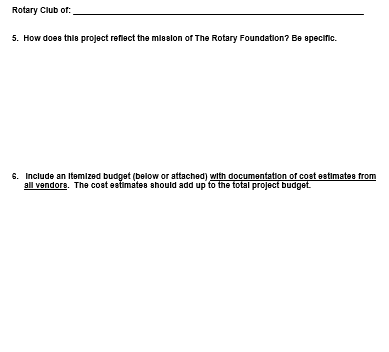 Rotary Club of: ____________________
5. How does this project reflect the mission of The Rotary Foundation? Be specific.
6. Include an itemized budget (below or attached) with documentation of cost estimates from
all vendors. The cost estimates should add up to the total project budget.